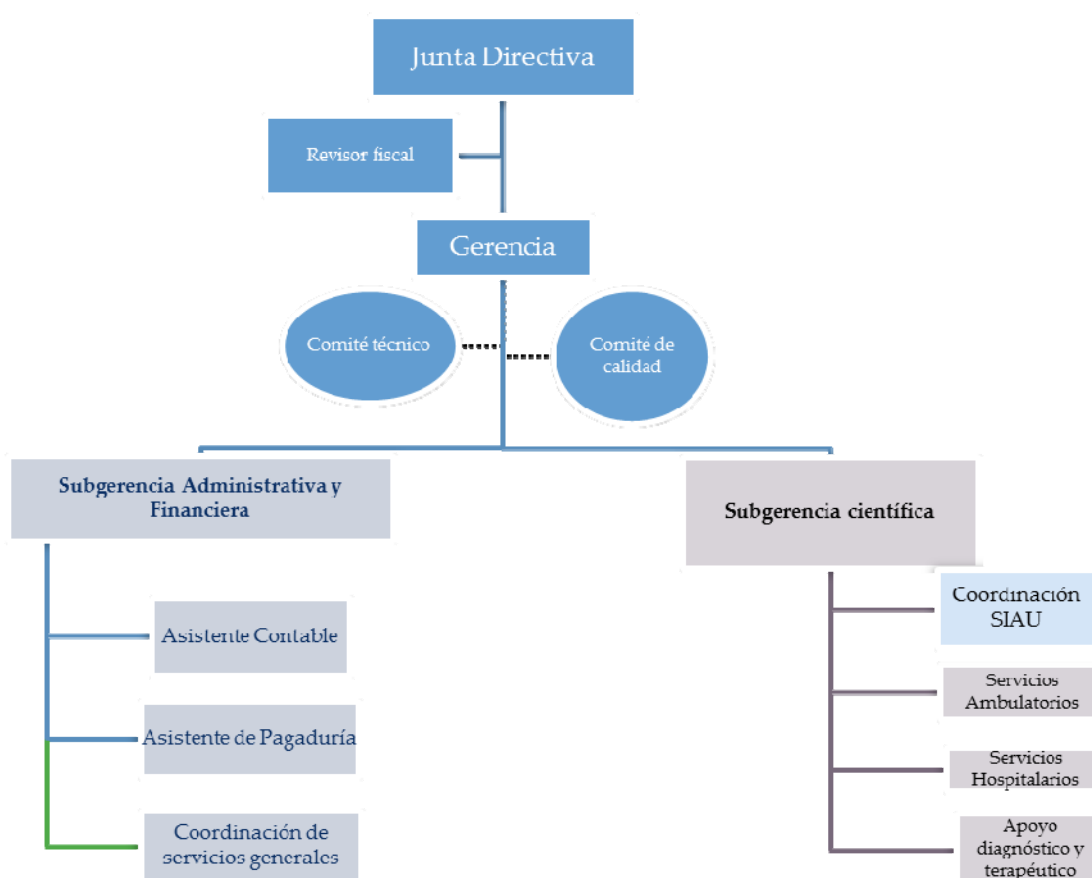 Junta Directiva
Revisor fiscal
Gerencia
Comité técnico
Comité de
calidad
Subgerencia Administrativa y
Financiera
Subgerencia científica
Asistente Contable
Asistente de Pagaduría
Coordinación de
servicios generales
Coordinación
SIAU
Servicios
Ambulatorios
Servicios
Hospitalarios
Apoyo
diagnóstico y
terapéutico